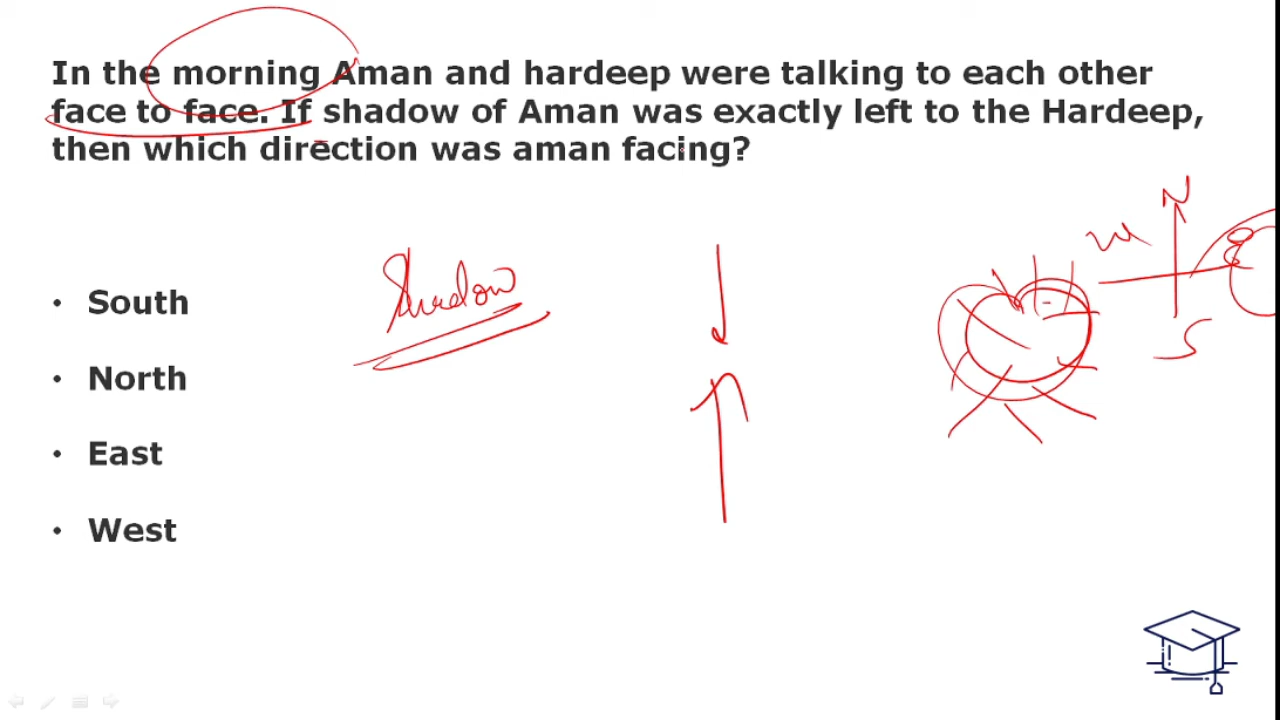 In the morning Aman and hardeep were talking to each other
face to face. If shadow of Aman was exactly left to the Hardeep,
then which direction was aman facing?
N
• South
Shadow
S
• North
• East
• West